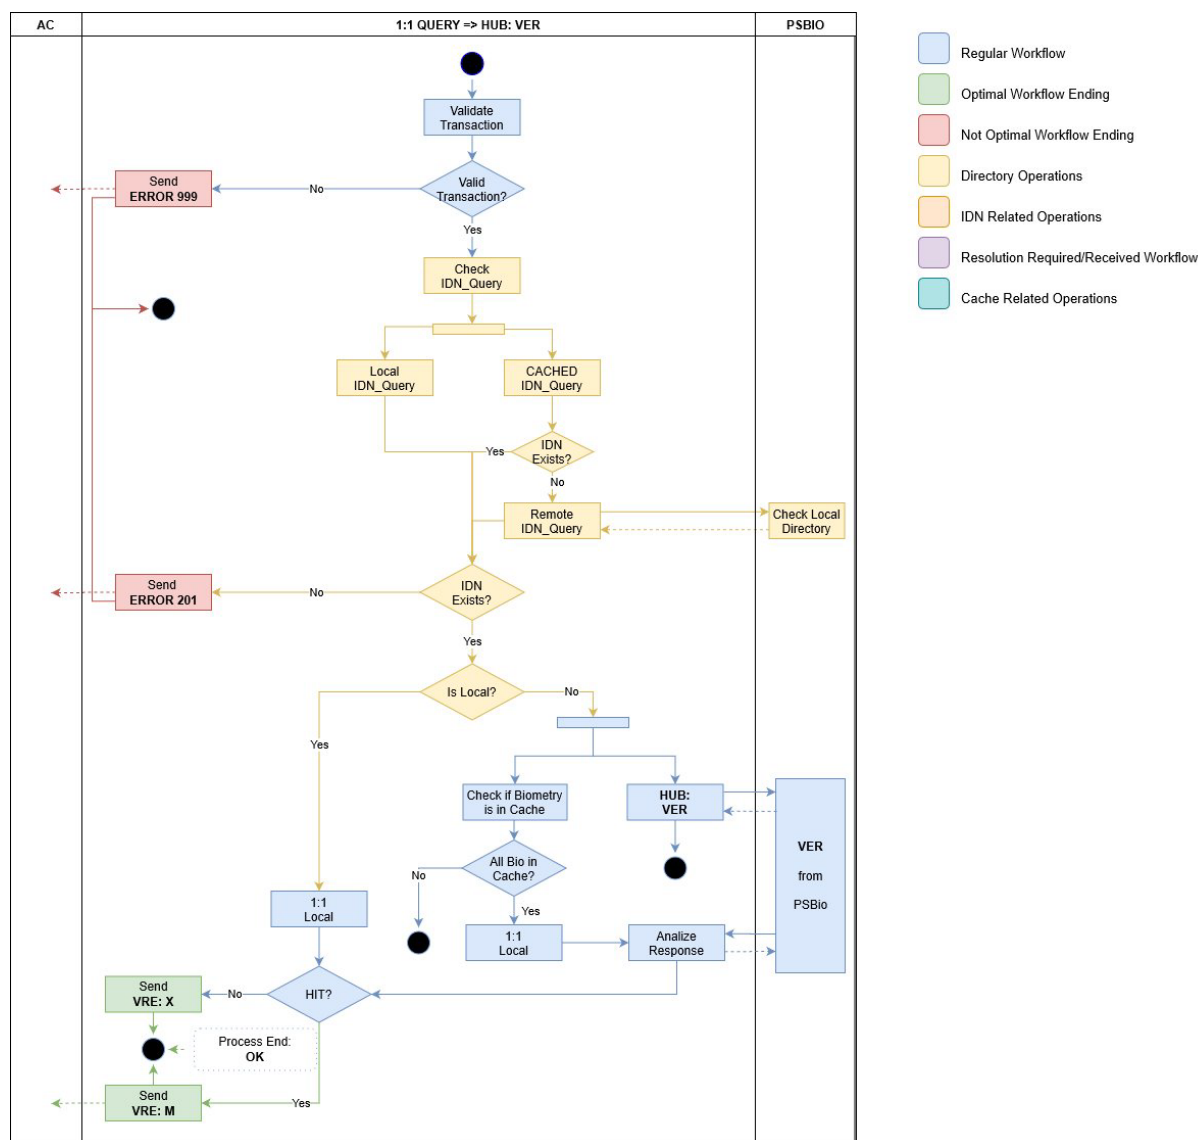 AC
1:1 QUERY => HUB: VER
PSBIO
Regular Workflow
Optimal Workflow Ending
Not Optimal Workflow Ending
Directory Operations
IDN Related Operations
Resolution Required/Received Workflow
Cache Related Operations
Validate
Transaction
Valid
Transaction?
No
Send
ERROR 999
Yes
Check
IDN_Query
Local
IDN_Query
CACHED
IDN_Query
IDN
Exists?
Yes
No
Remote
IDN_Query
Check Local
Directory
IDN
Exists?
No
Send
ERROR 201
Yes
Is Local?
No
Yes
Check if Biometry
is in Cache
HUB:
VER
VER
from
PSBio
All Bio in
Cache?
No
Yes
1:1
Local
1:1
Local
Analize
Response
HIT?
No
Send
VRE: X
Process End:
OK
Yes
Send
VRE: M